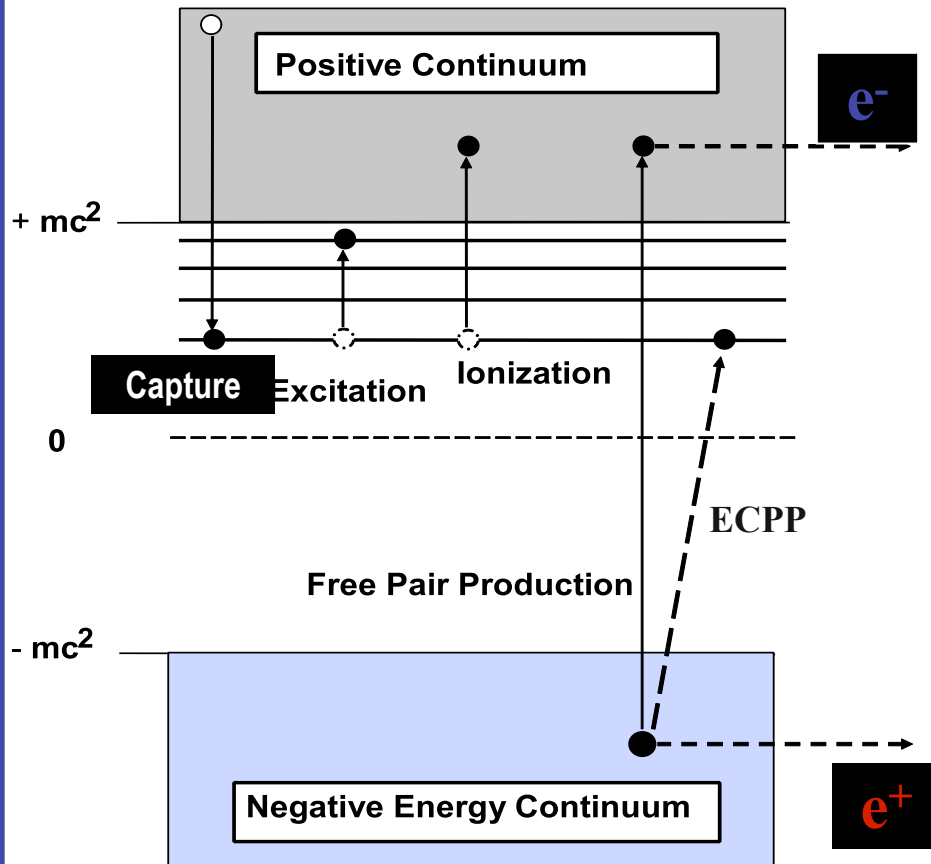 Positive Continuum
e-
+ mc²
Capture
Excitation
Ionization
0
ECPP
Free Pair Production
- mc²
Negative Energy Continuum
e+